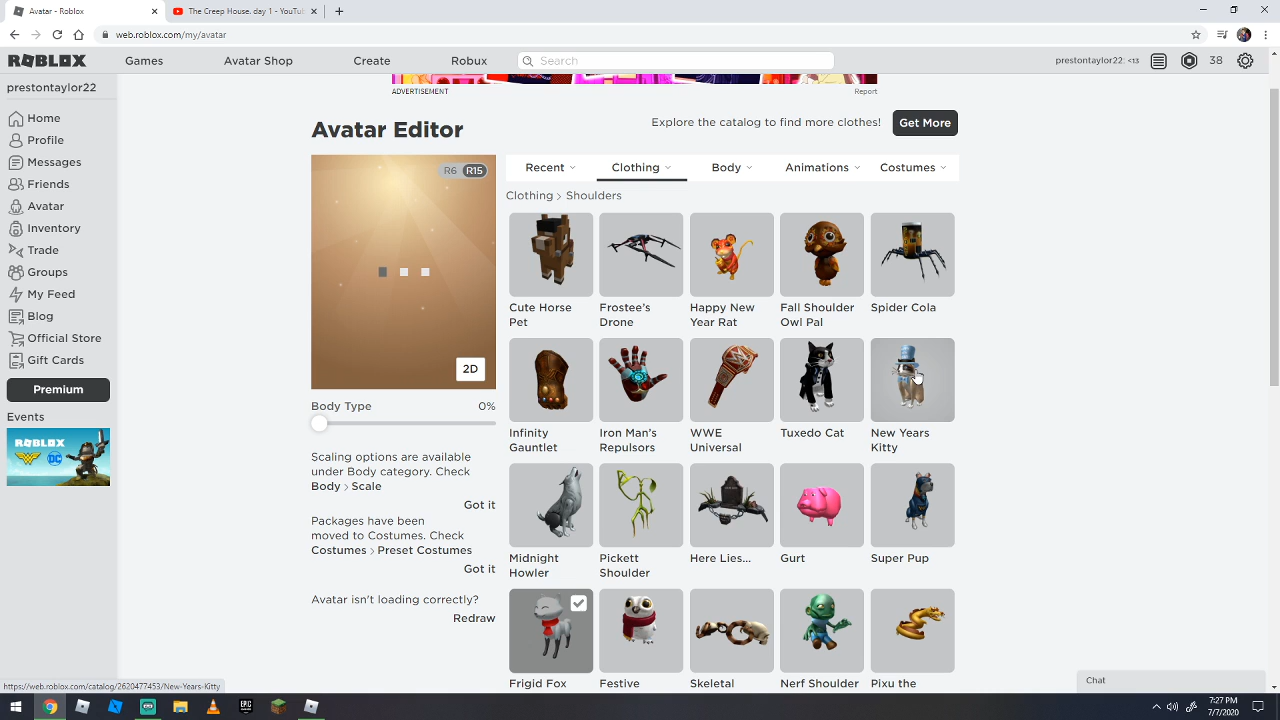 Avatar - Roblox
The Creep House. day 1 - YouTub
web.roblox.com/my/avatar
ROBLOX
Games
Avatar Shop
Create
Robux
Search
prestontaylor22: <13
38
prestontaylor22
Home
Profile
Messages
Friends
Avatar
Inventory
Trade
Groups
My Feed
Blog
Official Store
Gift Cards
Premium
Events
ROBLOX
DC
ADVERTISEMENT
Report
Avatar Editor
Explore the catalog to find more clothes!
Get More
R6 R15
2D
Body Type 0%
Scaling options are available
under Body category. Check
Body > Scale
Got it
Packages have been
moved to Costumes. Check
Costumes > Preset Costumes
Got it
Avatar isn't loading correctly?
Redraw
Recent
Clothing
Body
Animations
Costumes
Clothing > Shoulders
Cute Horse
Pet
Frostee's
Drone
Happy New
Year Rat
Fall Shoulder
Owl Pal
Spider Cola
Infinity
Gauntlet
Iron Man's
Repulsors
WWE
Universal
Tuxedo Cat
New Years
Kitty
Midnight
Howler
Pickett
Shoulder
Here Lies...
Gurt
Super Pup
Frigid Fox
Festive
Skeletal
Nerf Shoulder
Pixu the
Chat
https://web.roblox.com/catalog/2620477453/New-Years-Kitty
EPIC
7:27 PM
7/7/2020